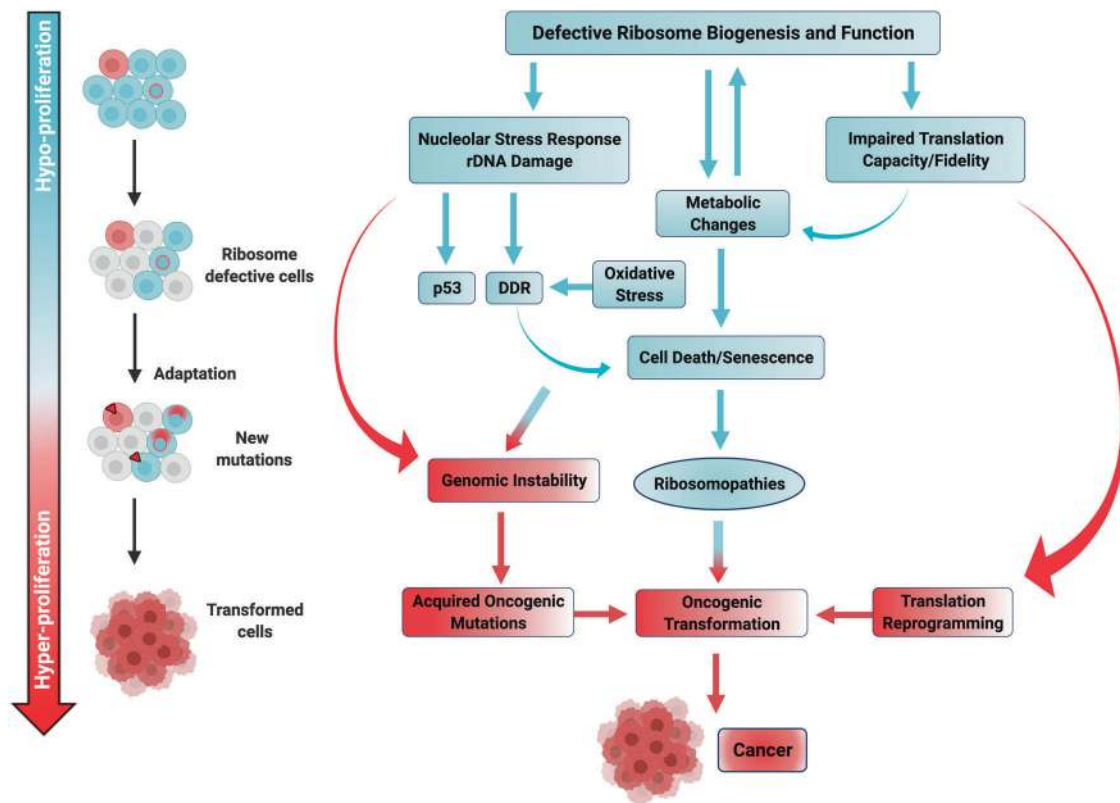 Hypo-proliferation
Hyper-proliferation
Ribosome
defective cells
Adaptation
New
mutations
Transformed
cells
Defective Ribosome Biogenesis and Function
Nucleolar Stress Response
rDNA Damage
Impaired Translation
Capacity/Fidelity
Metabolic
Changes
p53
DDR
Oxidative
Stress
Cell Death/Senescence
Genomic Instability
Ribosomopathies
Acquired Oncogenic
Mutations
Oncogenic
Transformation
Translation
Reprogramming
Cancer